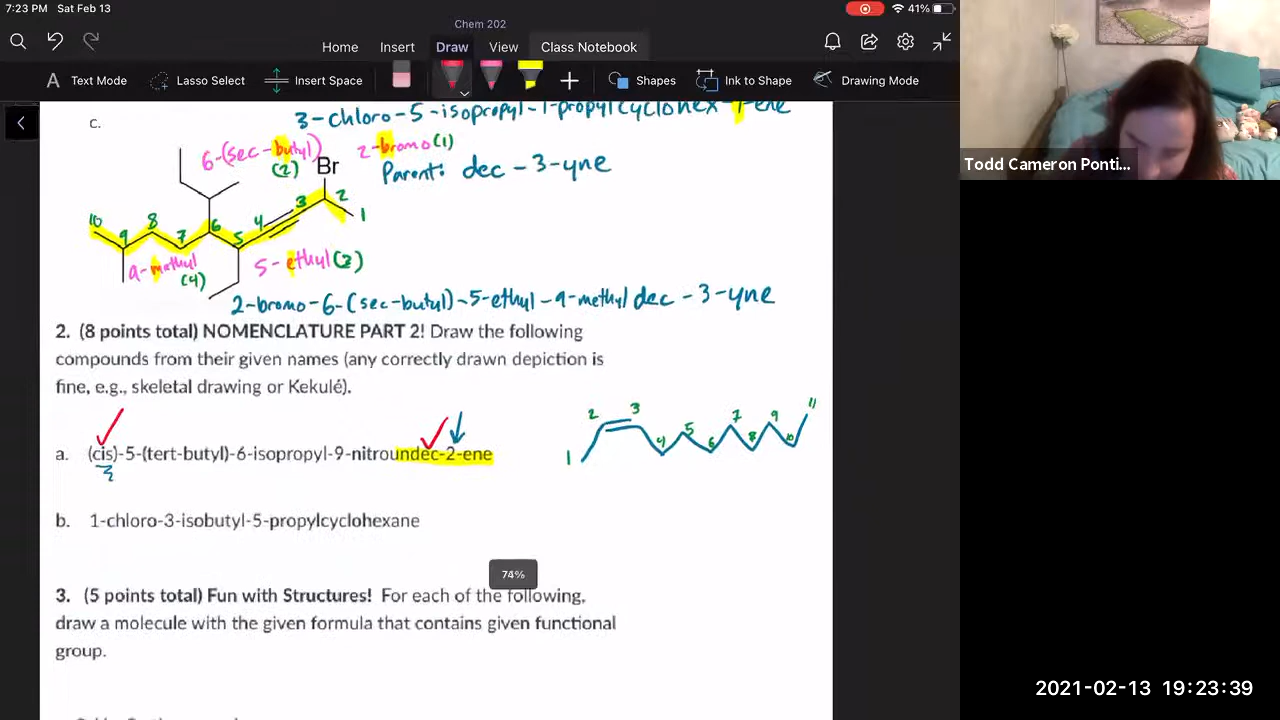 7:23 PM Sat Feb 13
41%
Chem 202
Home Insert Draw View Class Notebook
Text Mode Lasso Select Insert Space Shapes Ink to Shape Drawing Mode
3-chloro-5-isopropyl-1-propylcyclohex-1-ene
c.
6-(sec-butyl) (2)
2-bromo(1)
Br
Parent: dec-3-yne
10 9 8 7 6 5 4 3 2 1
9-methyl (4)
5-ethyl(3)
2-bromo-6-(sec-butyl)-5-ethyl-9-methyldec-3-yne
2. (8 points total) NOMENCLATURE PART 2! Draw the following
compounds from their given names (any correctly drawn depiction is
fine, e.g., skeletal drawing or Kekulé).
a. (cis)-5-(tert-butyl)-6-isopropyl-9-nitroundec-2-ene
1 2 3 4 5 6 7 8 9 10 11
b. 1-chloro-3-isobutyl-5-propylcyclohexane
74%
3. (5 points total) Fun with Structures! For each of the following,
draw a molecule with the given formula that contains given functional
group.
Todd Cameron Ponti...
2021-02-13 19:23:39